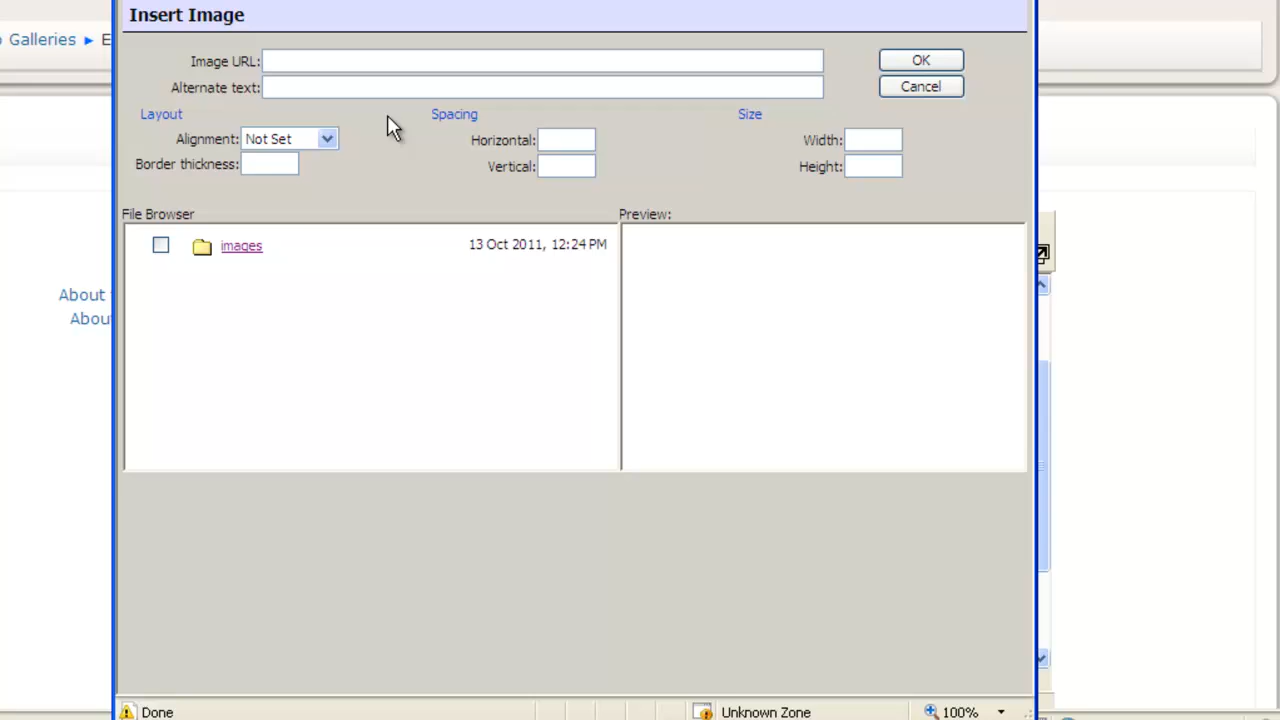 Insert Image
Galleries ► E
Image URL:
OK
Alternate text:
Cancel
Layout
Spacing
Size
Alignment: Not Set
Horizontal:
Width:
Border thickness:
Vertical:
Height:
File Browser
Preview:
images 13 Oct 2011, 12:24 PM
About
About
Done
Unknown Zone
100%